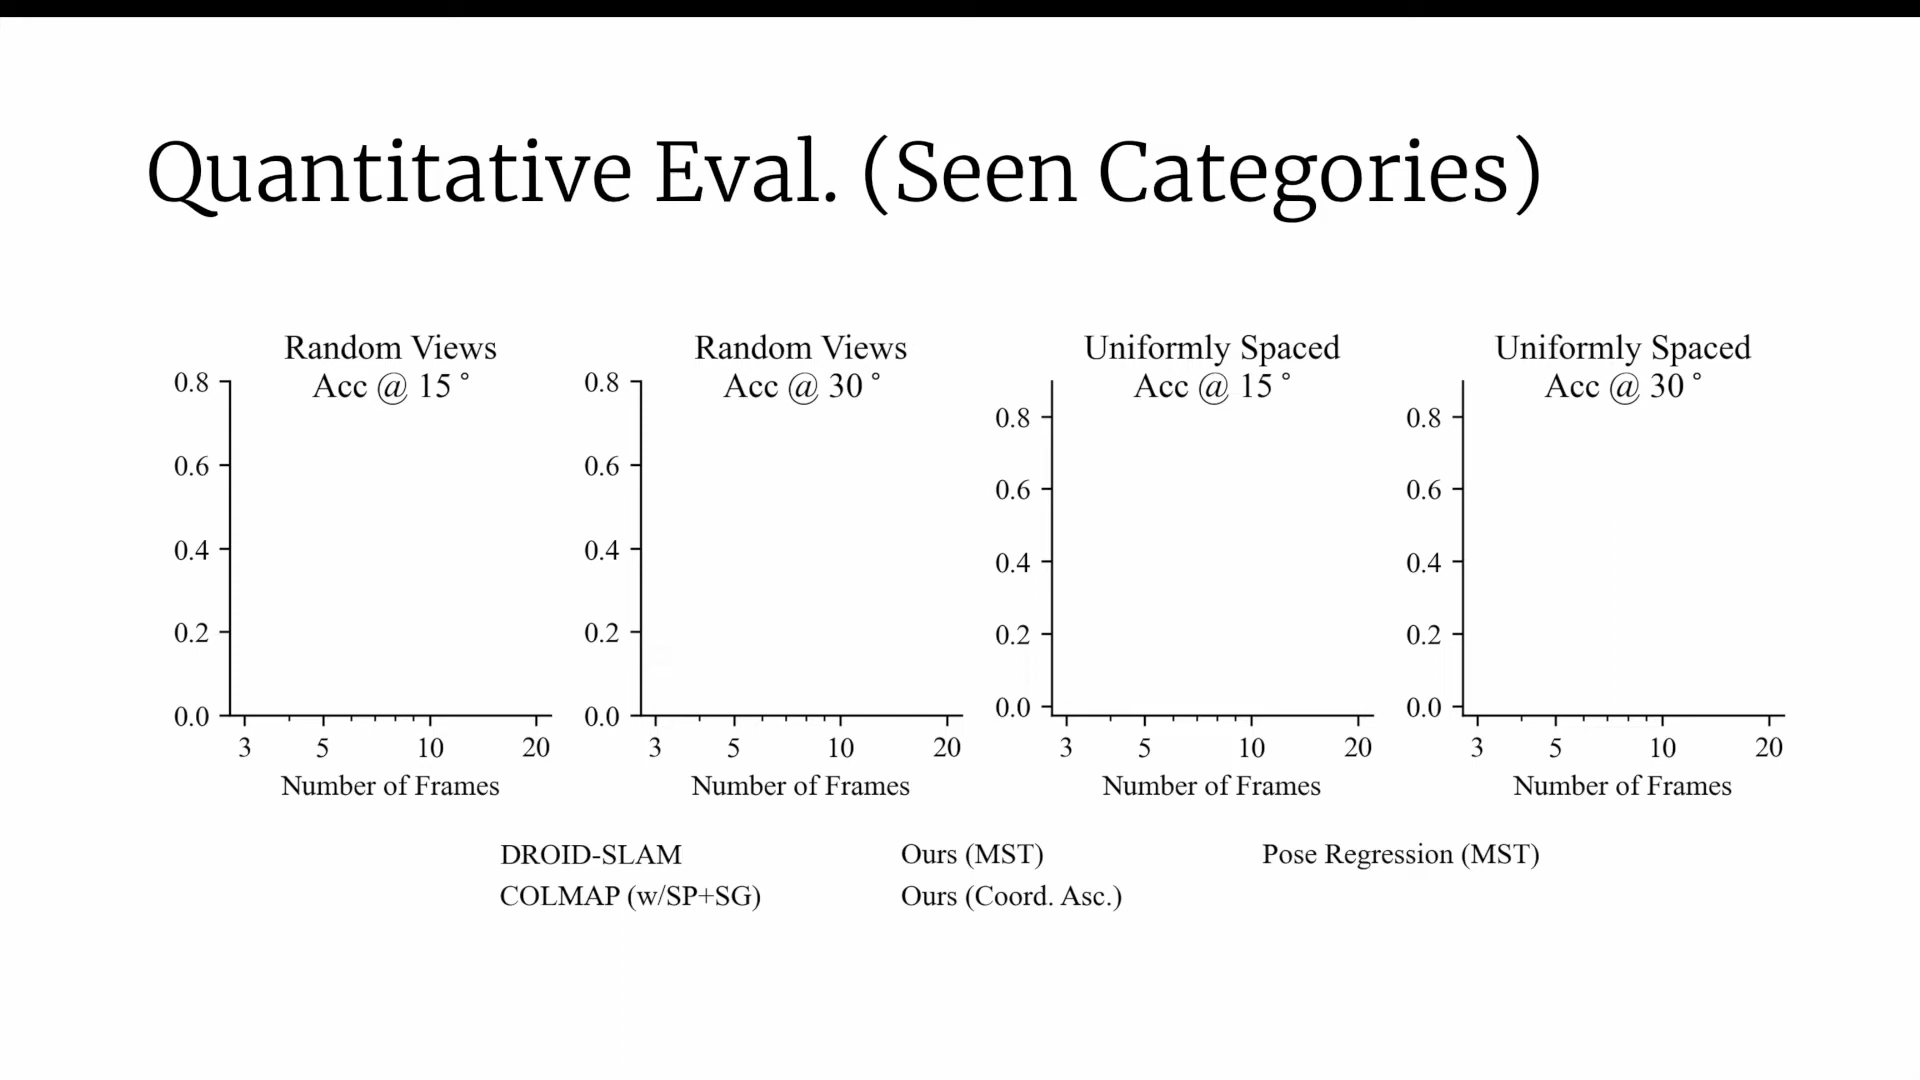 Quantitative Eval. (Seen Categories)
Random Views
Acc @ 15°
0.8
0.6
0.4
0.2
0.0
3 5 10 20
Number of Frames
Random Views
Acc @ 30°
0.8
0.6
0.4
0.2
0.0
3 5 10 20
Number of Frames
Uniformly Spaced
Acc @ 15°
0.8
0.6
0.4
0.2
0.0
3 5 10 20
Number of Frames
Uniformly Spaced
Acc @ 30°
0.8
0.6
0.4
0.2
0.0
3 5 10 20
Number of Frames
DROID-SLAM
COLMAP (w/SP+SG)
Ours (MST)
Ours (Coord. Asc.)
Pose Regression (MST)